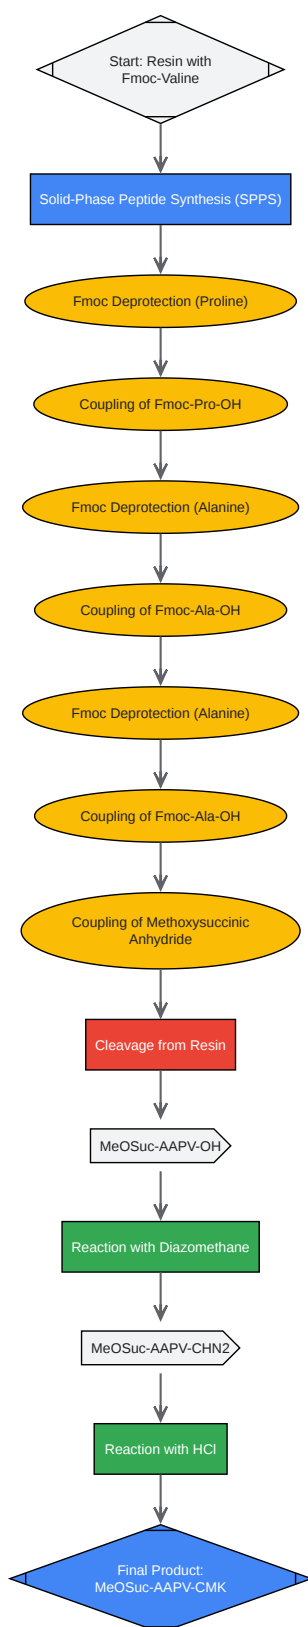 Start: Resin with
Fmoc-Valine
Solid-Phase Peptide Synthesis (SPPS)
Fmoc Deprotection (Proline)
Coupling of Fmoc-Pro-OH
Fmoc Deprotection (Alanine)
Coupling of Fmoc-Ala-OH
Fmoc Deprotection (Alanine)
Coupling of Fmoc-Ala-OH
Coupling of Methoxysuccinic
Anhydride
Cleavage from Resin
MeOSuc-AAPV-OH
Reaction with Diazomethane
MeOSuc-AAPV-CHN2
Reaction with HCl
Final Product:
MeOSuc-AAPV-CMK